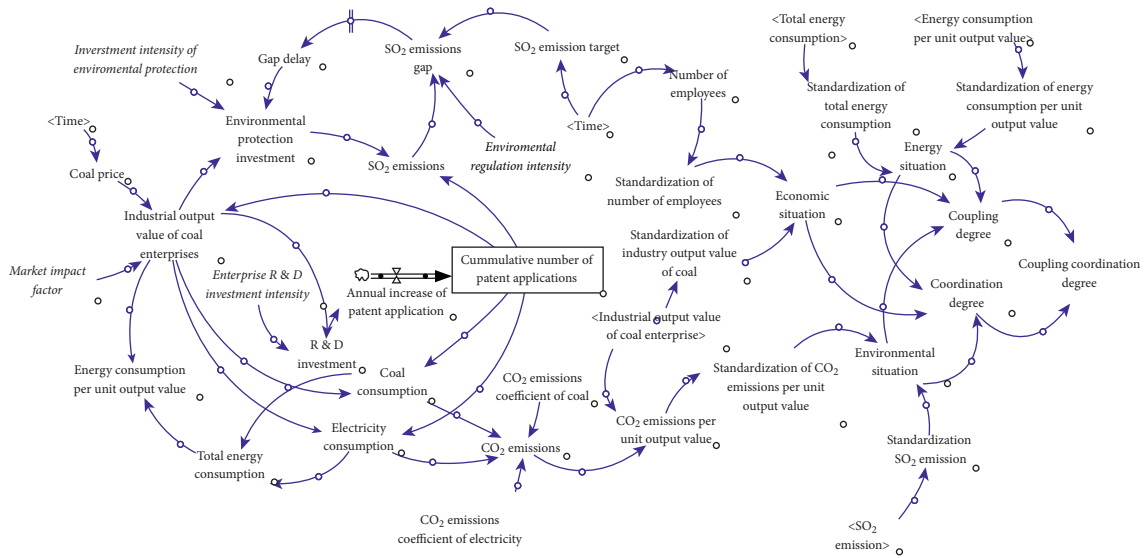 <Total energy
consumption>
<Energy consumption
per unit output value>
Inverstment intensity of
enviromental protection
Gap delay
SO2 emissions
gap
SO2 emission target
Number of
employees
Standardization of
total energy
consumption
Standardization of energy
consumption per unit
output value
<Time>
Environmental
protection
investment
SO2 emissions
Enviromental
regulation intensity
<Time>
Energy
situation
Coal price
Standardization of
number of employees
Economic
situation
Coupling
degree
Industrial output
value of coal
enterprises
Standardization of
industry output value
of coal
Coupling coordination
degree
Market impact
factor
Enterprise R & D
investment intensity
Annual increase of
patent application
Cummulative number of
patent applications
Coordination
degree
<Industrial output value
of coal enterprise>
R & D
investment
Environmental
situation
Energy consumption
per unit output value
Coal
consumption
CO2 emissions
coefficient of coal
Standardization of CO2
emissions per unit
output value
CO2 emissions per
unit output value
Electricity
consumption
CO2 emissions
Total energy
consumption
Standardization
SO2 emission
CO2 emissions
coefficient of electricity
<SO2
emission>